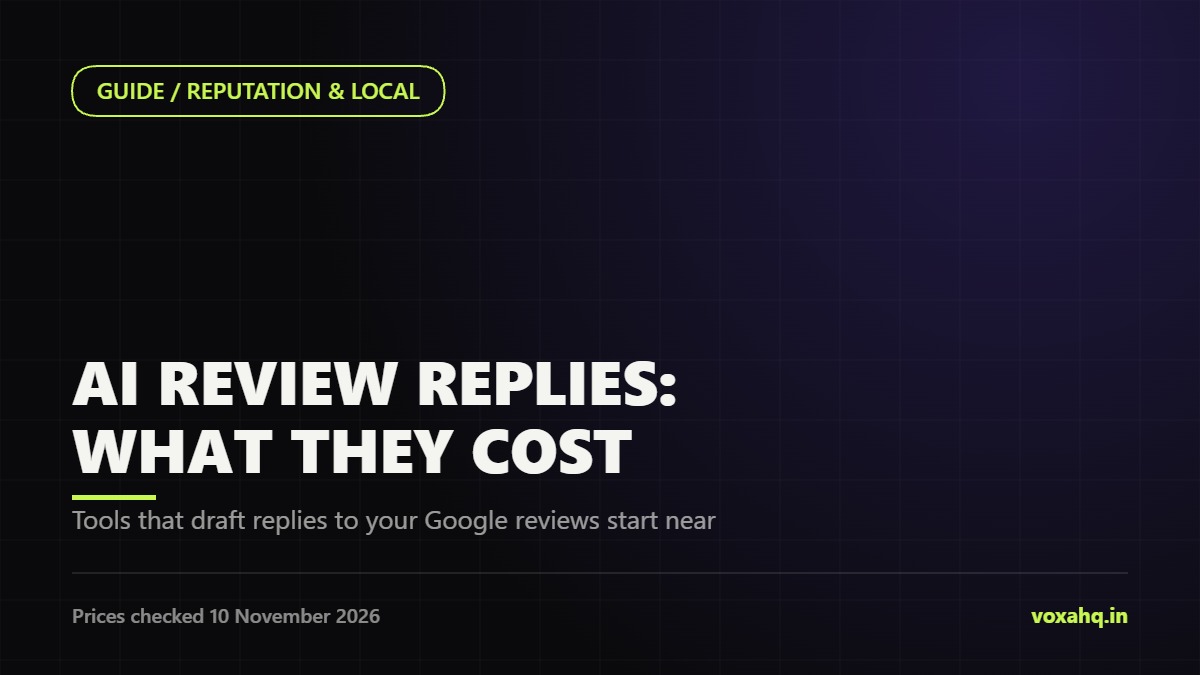 GUIDE / REPUTATION & LOCAL
AI REVIEW REPLIES:
WHAT THEY COST
Tools that draft replies to your Google reviews start near
Prices checked 10 November 2026
voxahq.in